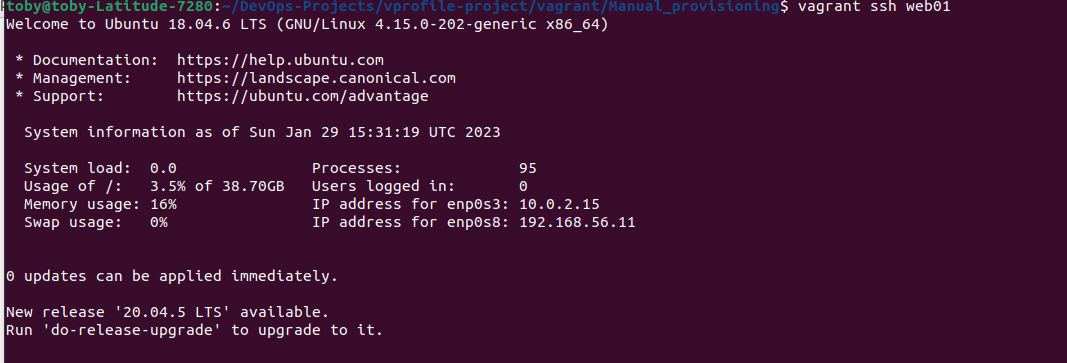 toby@toby-Latitude-7280:~/DevOps-Projects/vprofile-project/vagrant/Manual_provisioning$ vagrant ssh web01
Welcome to Ubuntu 18.04.6 LTS (GNU/Linux 4.15.0-202-generic x86_64)
* Documentation:  https://help.ubuntu.com
* Management:     https://landscape.canonical.com
* Support:        https://ubuntu.com/advantage
System information as of Sun Jan 29 15:31:19 UTC 2023
System load:  0.0               Processes:             95
Usage of /:   3.5% of 38.70GB   Users logged in:       0
Memory usage: 16%               IP address for enp0s3: 10.0.2.15
Swap usage:   0%                IP address for enp0s8: 192.168.56.11
0 updates can be applied immediately.
New release '20.04.5 LTS' available.
Run 'do-release-upgrade' to upgrade to it.